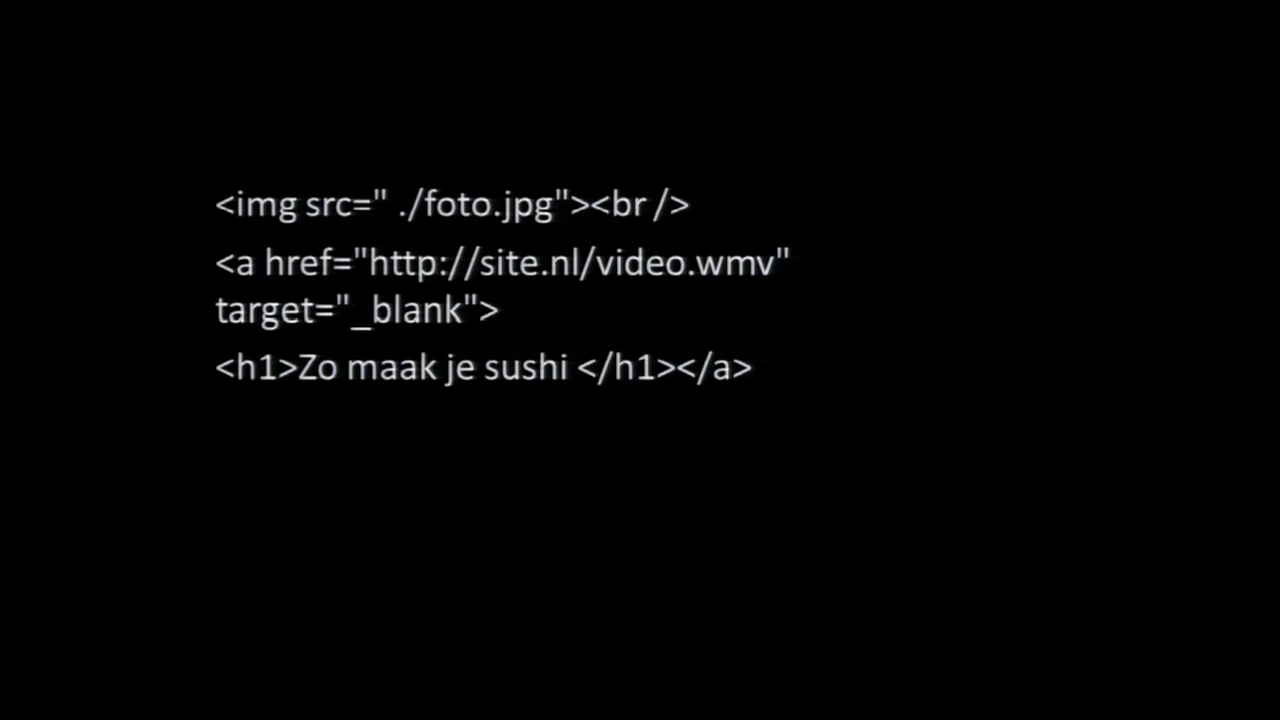 <img src=" ./foto.jpg"><br />
<a href="http://site.nl/video.wmv"
target="_blank">
<h1>Zo maak je sushi </h1></a>